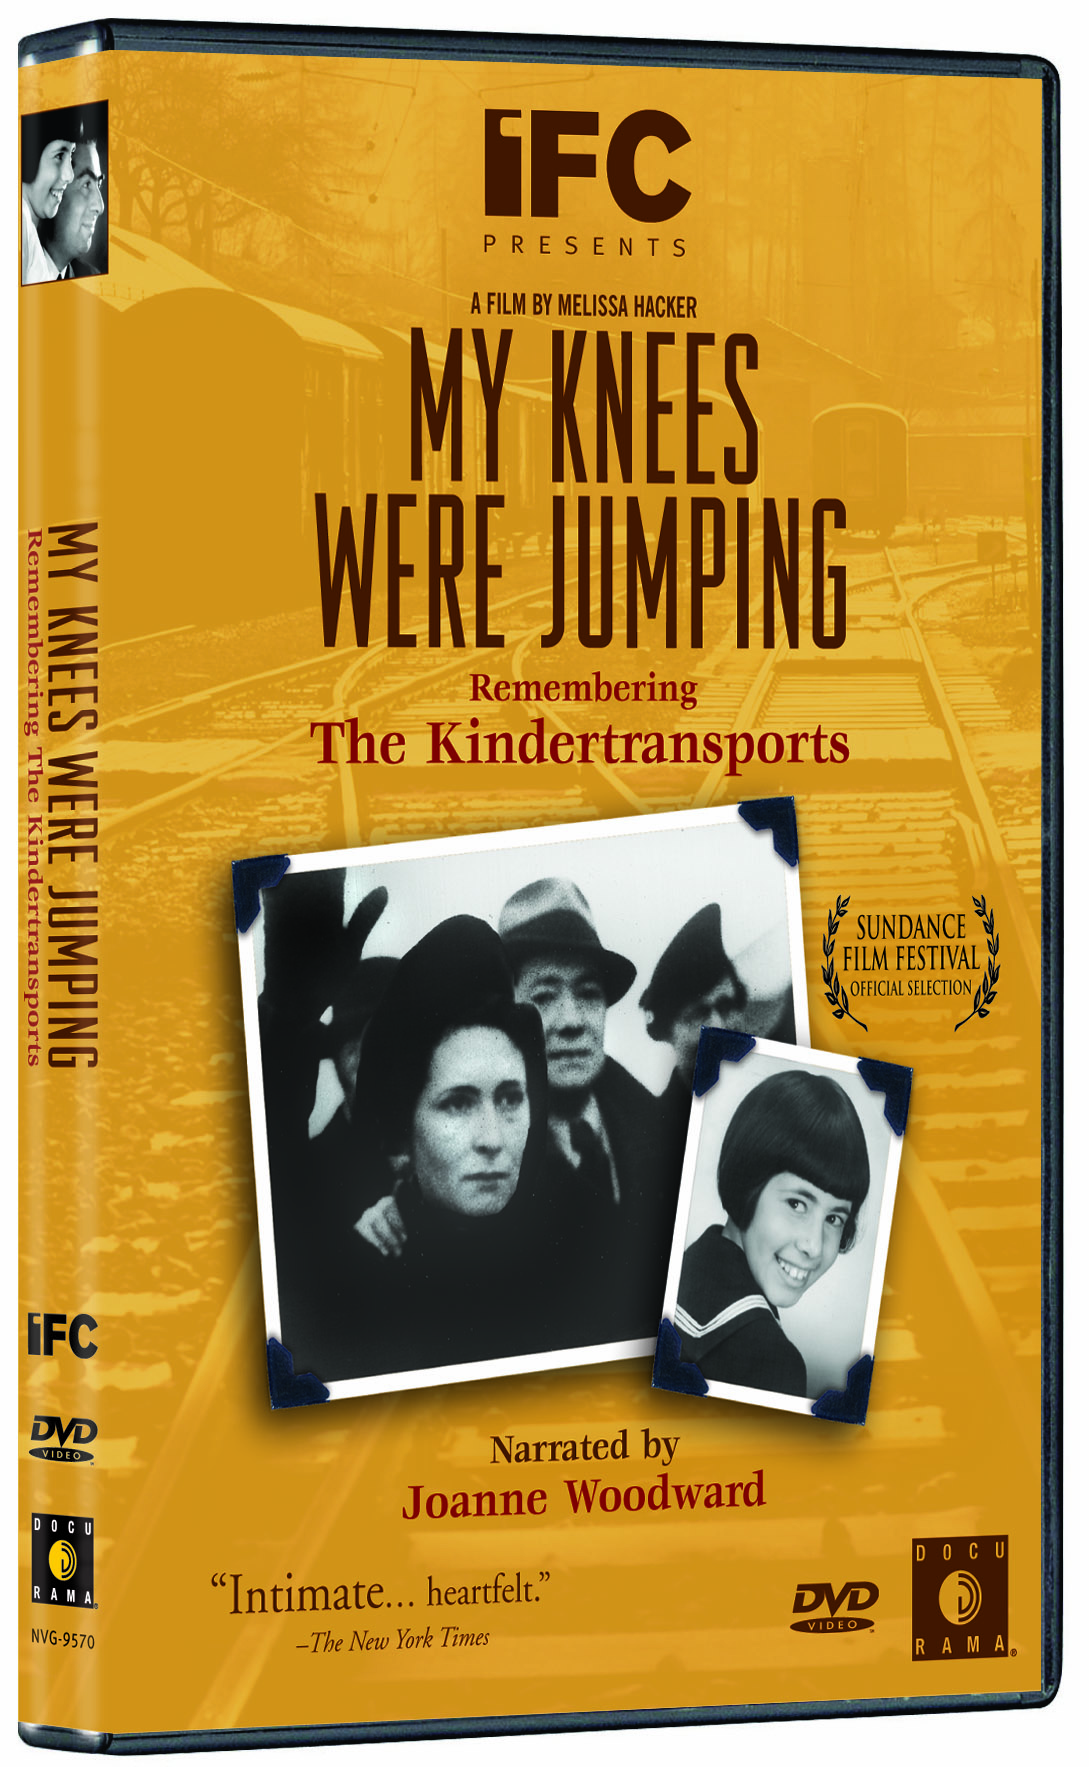 iFC
PRESENTS
A FILM BY MELISSA HACKER
MY KNEES
WERE JUMPING
Remembering
The Kindertransports
SUNDANCE
FILM FESTIVAL
OFFICIAL SELECTION
Narrated by
Joanne Woodward
“Intimate... heartfelt.”
–The New York Times
DVD
VIDEO
DOCU
RAMA®
MY KNEES WERE JUMPING
Remembering The Kindertransports
iFC
DVD
VIDEO
DOCU
RAMA®
NVG-9570